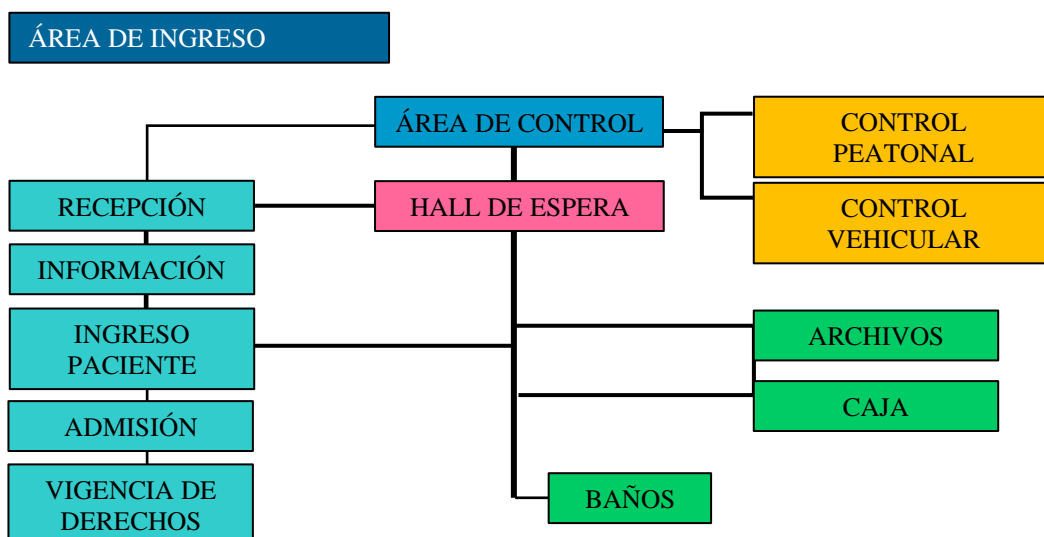 ÁREA DE INGRESO
ÁREA DE CONTROL
CONTROL
PEATONAL
RECEPCIÓN
HALL DE ESPERA
CONTROL
VEHICULAR
INFORMACIÓN
INGRESO
PACIENTE
ARCHIVOS
ADMISIÓN
CAJA
VIGENCIA DE
DERECHOS
BAÑOS